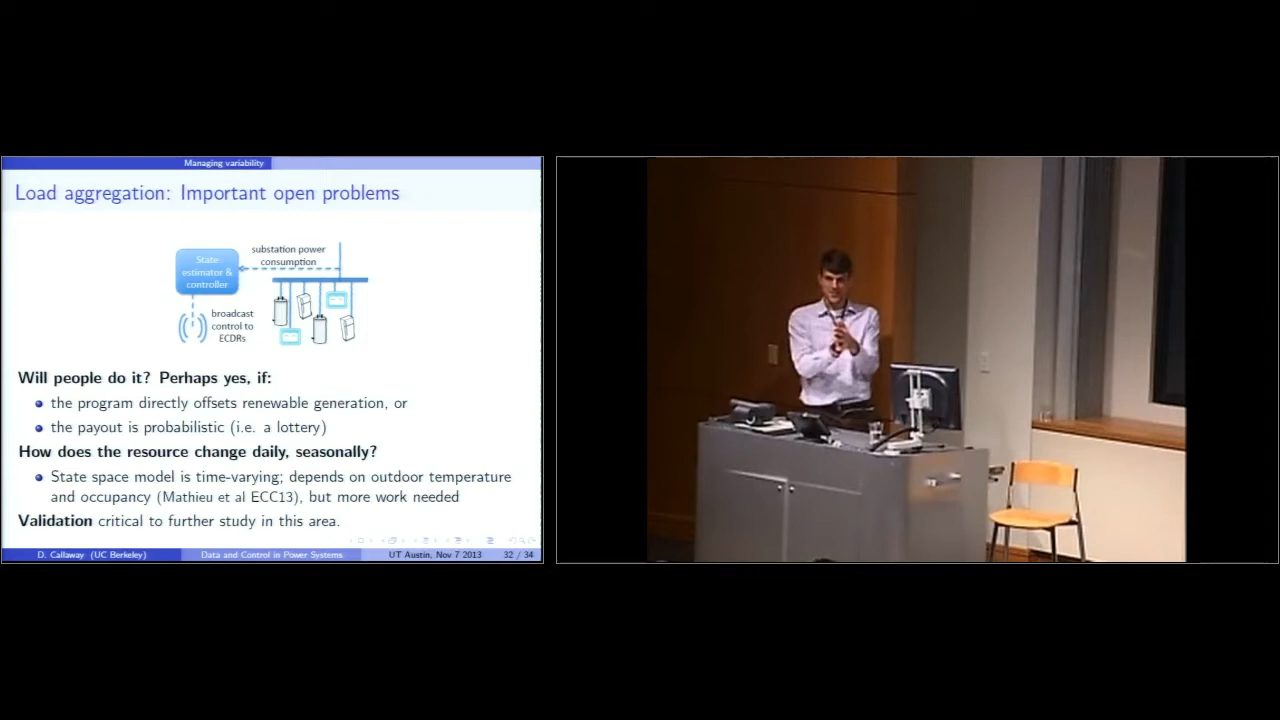 Managing variability
Load aggregation: Important open problems
substation power
consumption
State
estimator &
controller
broadcast
control to
ECDRs
Will people do it? Perhaps yes, if:
the program directly offsets renewable generation, or
the payout is probabilistic (i.e. a lottery)
How does the resource change daily, seasonally?
State space model is time-varying; depends on outdoor temperature
and occupancy (Mathieu et al ECC13), but more work needed
Validation critical to further study in this area.
D. Callaway (UC Berkeley)
Data and Control in Power Systems
UT Austin, Nov 7 2013
32 / 34